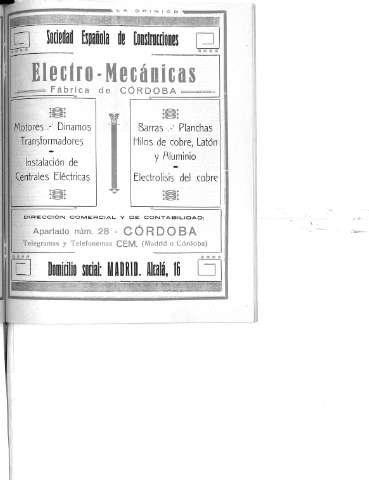 LA OPINIÓN
Sociedad Española de Construcciones
Electro-Mecánicas
Fábrica de CÓRDOBA
Motores - Dinamos
Transformadores
Instalación de
Centrales Eléctricas
Barras - Planchas
Hilos de cobre, Latón
y Aluminio
Electrolisis del cobre
DIRECCIÓN COMERCIAL Y DE CONTABILIDAD:
Apartado núm. 28 - CÓRDOBA
Telegramas y Telefonemas CEM. (Madrid o Córdoba)
Domicilio social: MADRID. Alcalá, 16